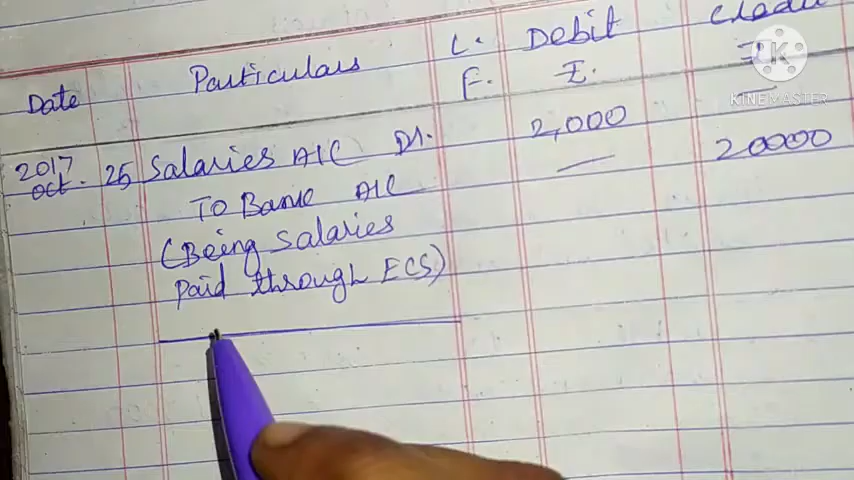 Date Particulars L. F. Debit ₹. Credit ₹
2017 Oct. 25 Salaries A/C Dr. 2,000
To Bank A/C 20000
(Being Salaries
Paid through ECS)
KINEMASTER